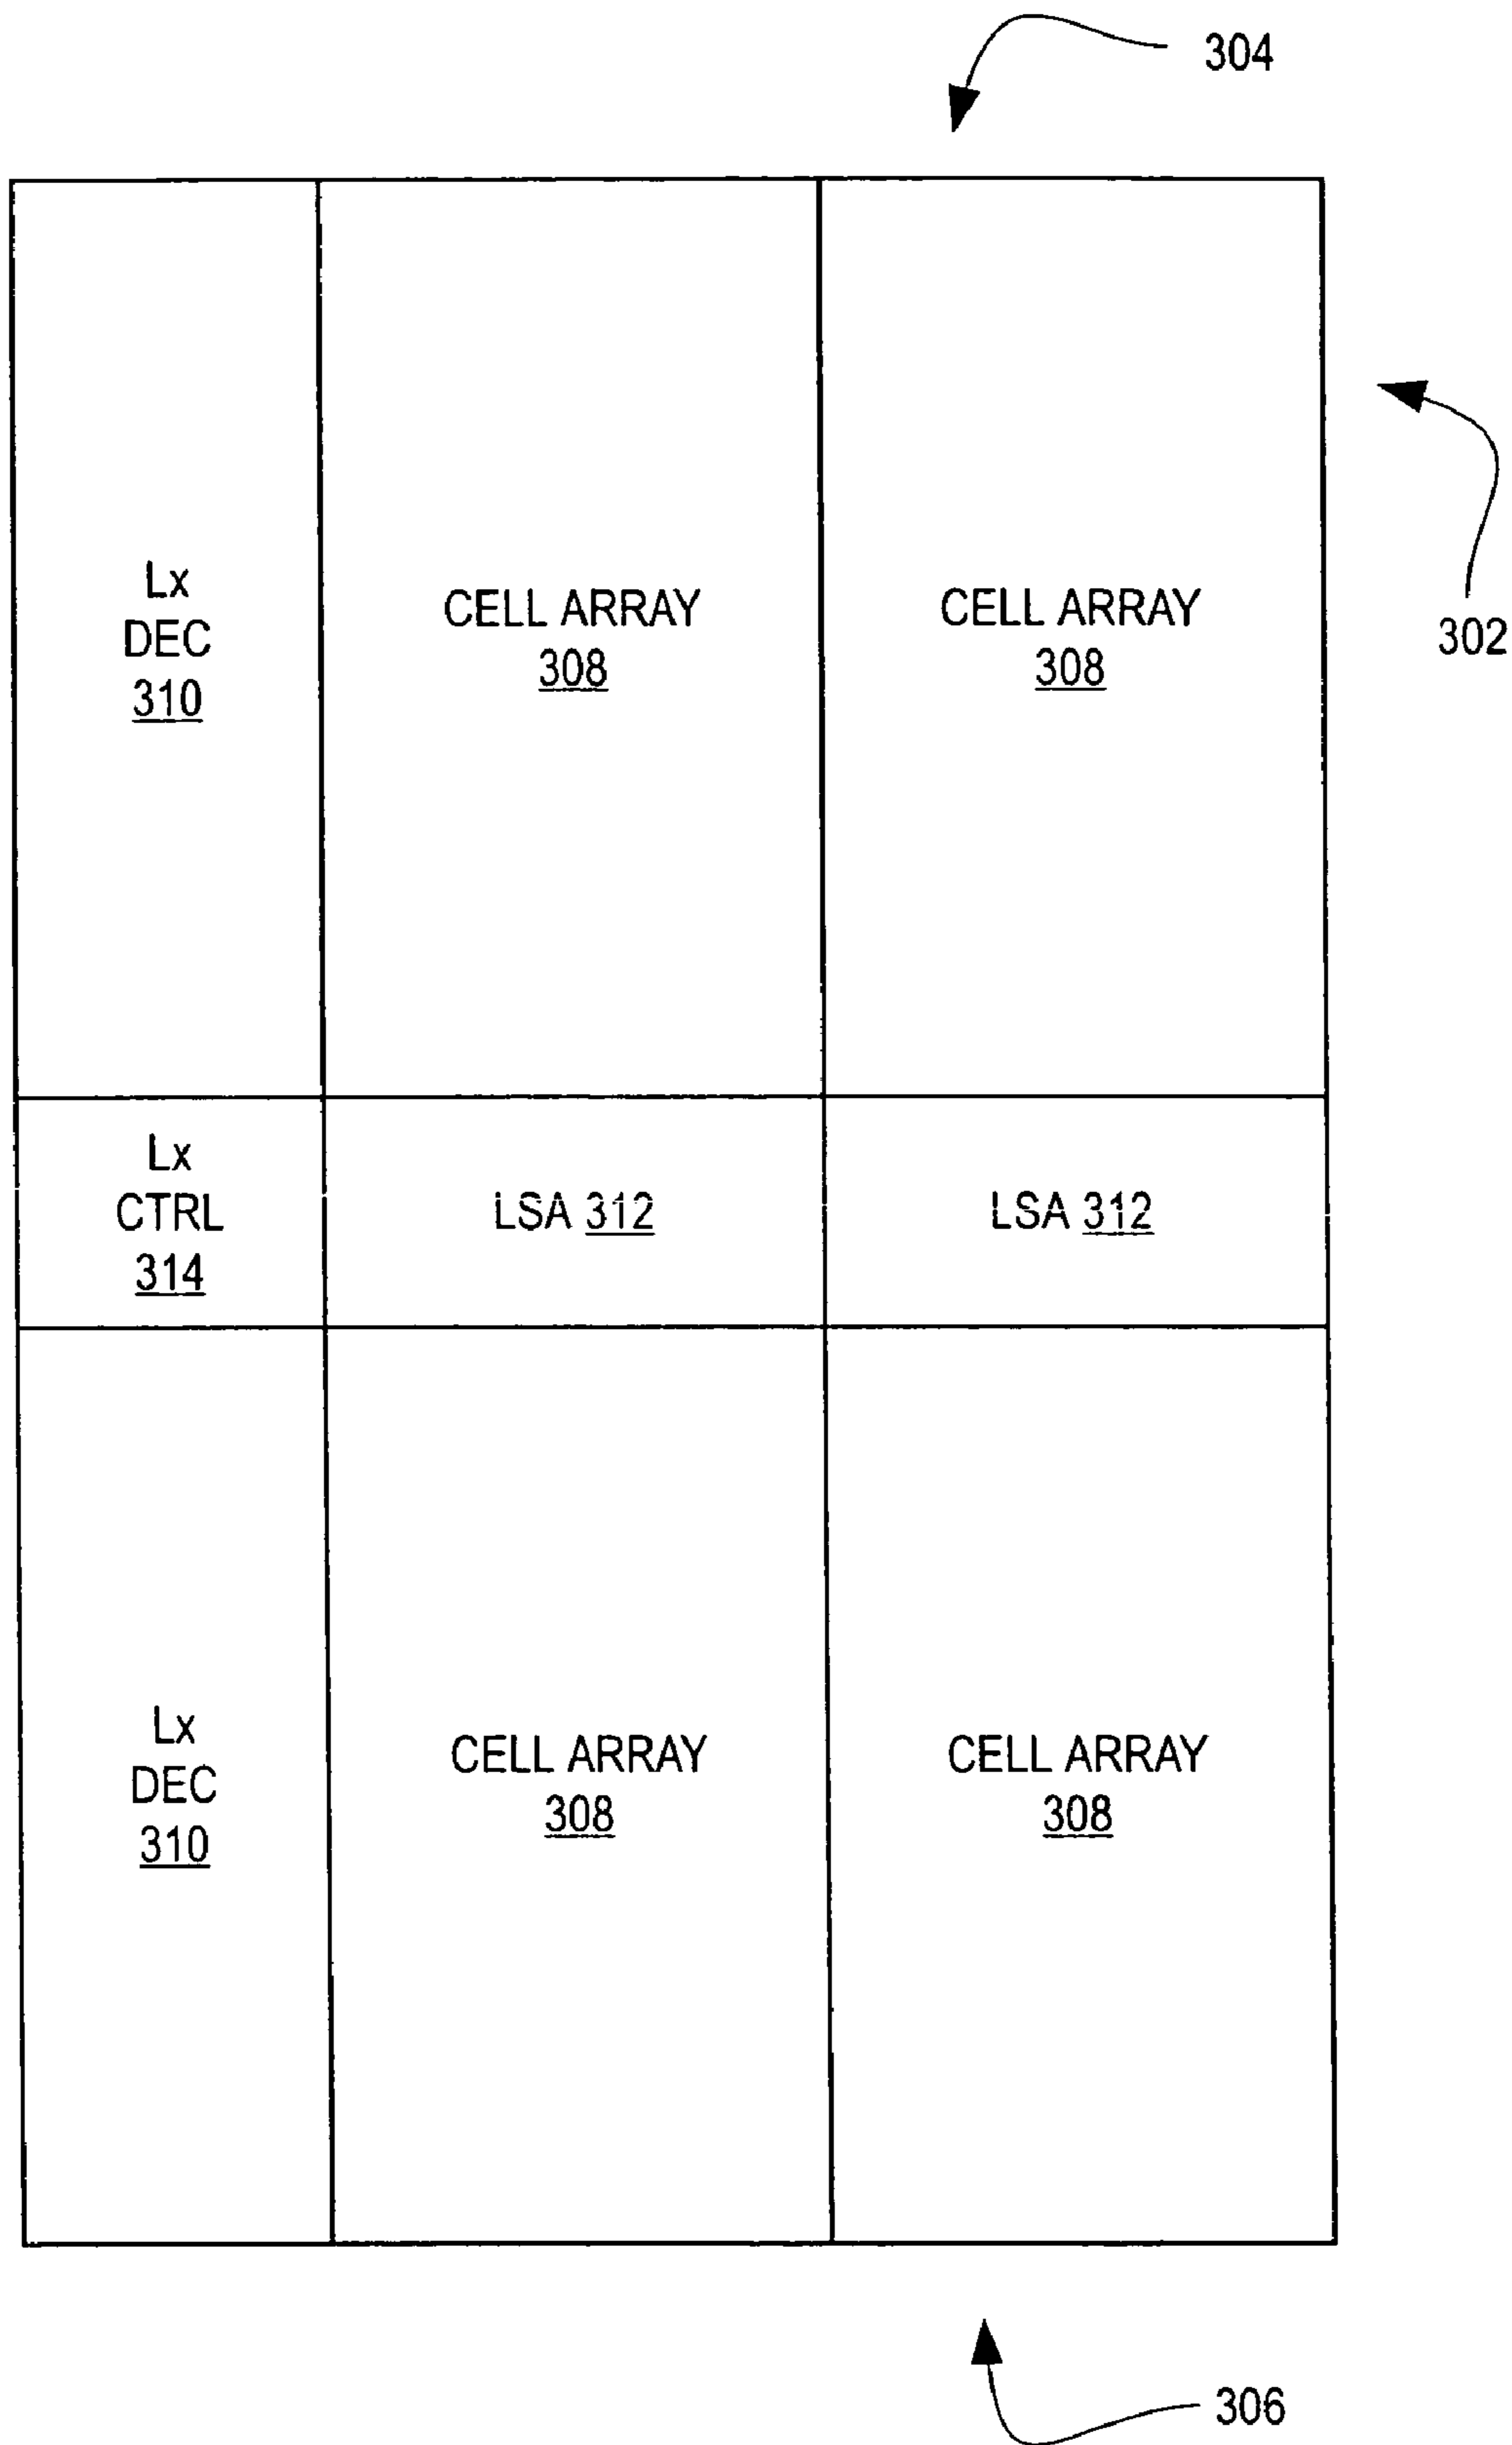 304
302
Lx
DEC
310
CELL ARRAY
308
CELL ARRAY
308
Lx
CTRL
314
LSA 312
LSA 312
Lx
DEC
310
CELL ARRAY
308
CELL ARRAY
308
306